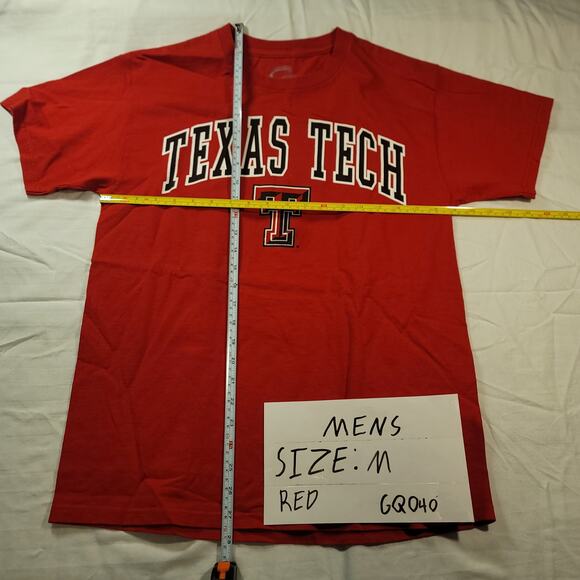 TEXAS TECH
T
MENS
SIZE: M
RED GQ040